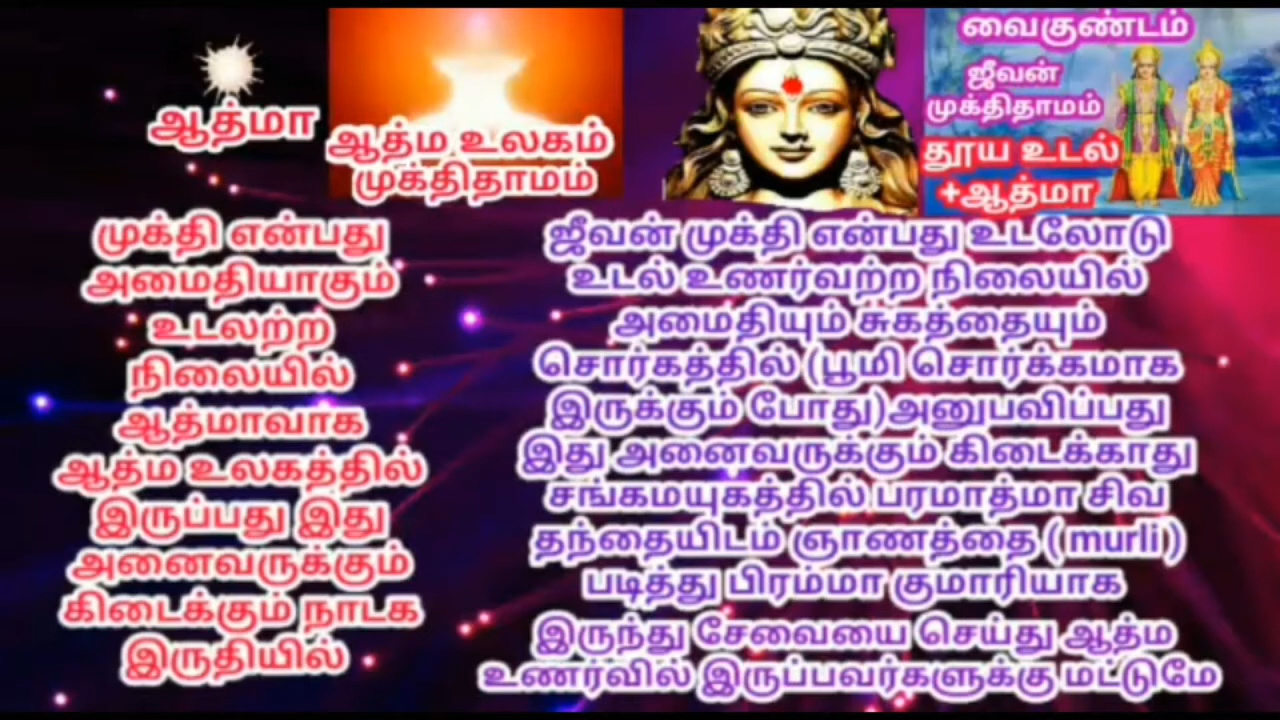 ஆத்மா
ஆத்ம உலகம்
முக்திதாமம்
வைகுண்டம்
ஜீவன்
முக்திதாமம்
தூய உடல்
+ஆத்மா
முக்தி என்பது
அமைதியாகும்
உடலற்ற
நிலையில்
ஆத்மாவாக
ஆத்ம உலகத்தில்
இருப்பது இது
அனைவருக்கும்
கிடைக்கும் நாடக
இருதியில்
ஜீவன் முக்தி என்பது உடலோடு
உடல் உணர்வற்ற நிலையில்
அமைதியும் சுகத்தையும்
சொர்கத்தில் (பூமி சொர்க்கமாக
இருக்கும் போது)அனுபவிப்பது
இது அனைவருக்கும் கிடைக்காது
சங்கமயுகத்தில் பரமாத்மா சிவ
தந்தையிடம் ஞாணத்தை ( murli )
படித்து பிரம்மா குமாரியாக
இருந்து சேவையை செய்து ஆத்ம
உணர்வில் இருப்பவர்களுக்கு மட்டுமே